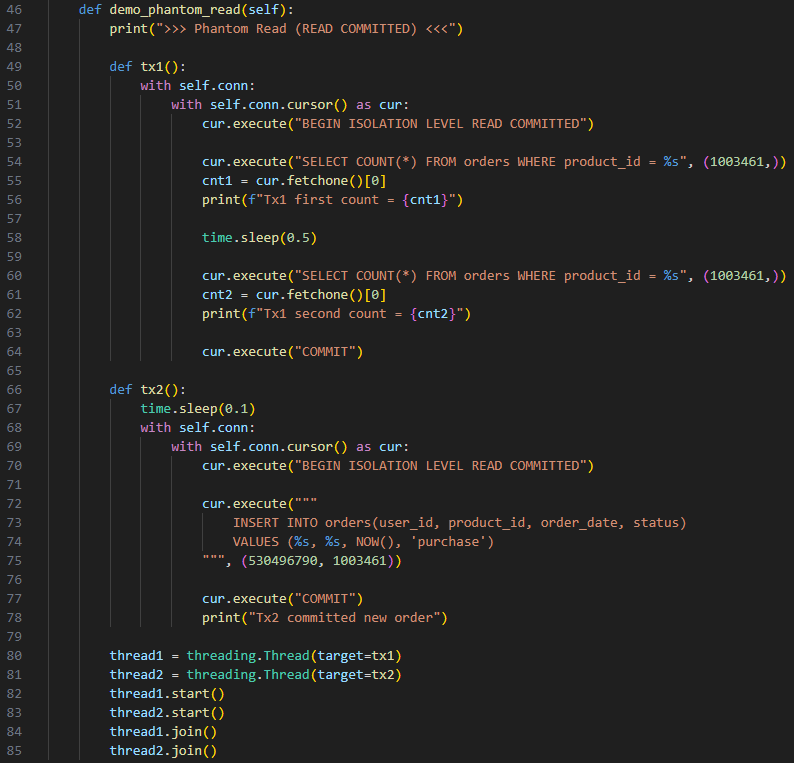 46 def demo_phantom_read(self):
47 print(">>> Phantom Read (READ COMMITTED) <<<")
48
49 def tx1():
50 with self.conn:
51 with self.conn.cursor() as cur:
52 cur.execute("BEGIN ISOLATION LEVEL READ COMMITTED")
53
54 cur.execute("SELECT COUNT(*) FROM orders WHERE product_id = %s", (1003461,))
55 cnt1 = cur.fetchone()[0]
56 print(f"Tx1 first count = {cnt1}")
57
58 time.sleep(0.5)
59
60 cur.execute("SELECT COUNT(*) FROM orders WHERE product_id = %s", (1003461,))
61 cnt2 = cur.fetchone()[0]
62 print(f"Tx1 second count = {cnt2}")
63
64 cur.execute("COMMIT")
65
66 def tx2():
67 time.sleep(0.1)
68 with self.conn:
69 with self.conn.cursor() as cur:
70 cur.execute("BEGIN ISOLATION LEVEL READ COMMITTED")
71
72 cur.execute("""
73 INSERT INTO orders(user_id, product_id, order_date, status)
74 VALUES (%s, %s, NOW(), 'purchase')
75 """, (530496790, 1003461))
76
77 cur.execute("COMMIT")
78 print("Tx2 committed new order")
79
80 thread1 = threading.Thread(target=tx1)
81 thread2 = threading.Thread(target=tx2)
82 thread1.start()
83 thread2.start()
84 thread1.join()
85 thread2.join()